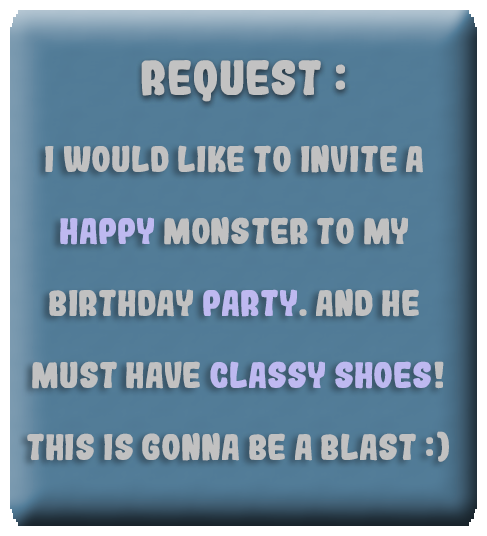 REQUEST :
I WOULD LIKE TO INVITE A
HAPPY MONSTER TO MY
BIRTHDAY PARTY. AND HE
MUST HAVE CLASSY SHOES!
THIS IS GONNA BE A BLAST :)